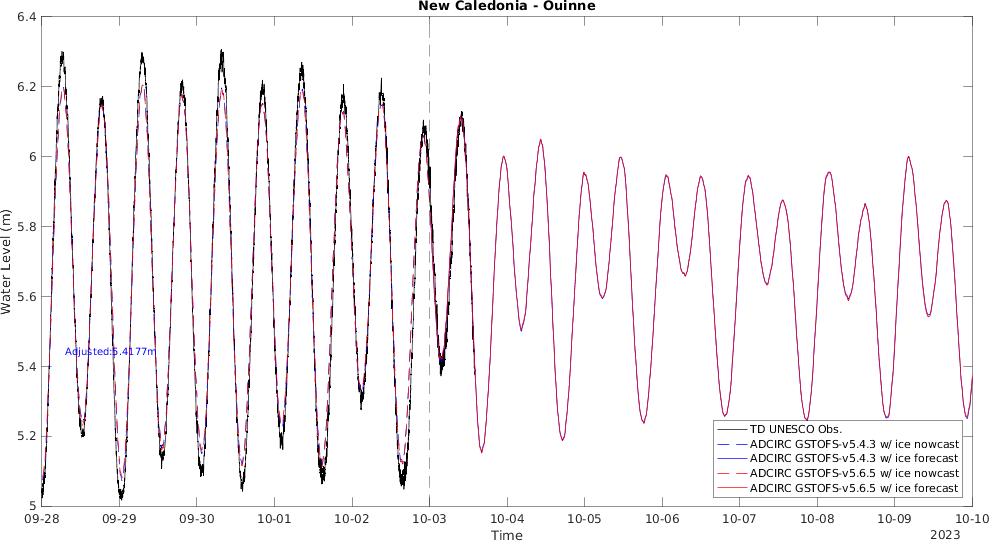 New Caledonia - Ouinne
6.4
6.2
6
5.8
5.6
5.4
5.2
5
Water Level (m)
Adjusted:5.4177m
TD UNESCO Obs.
ADCIRC GSTOFS-v5.4.3 w/ ice nowcast
ADCIRC GSTOFS-v5.4.3 w/ ice forecast
ADCIRC GSTOFS-v5.6.5 w/ ice nowcast
ADCIRC GSTOFS-v5.6.5 w/ ice forecast
09-28 09-29 09-30 10-01 10-02 10-03 10-04 10-05 10-06 10-07 10-08 10-09 10-10
Time
2023